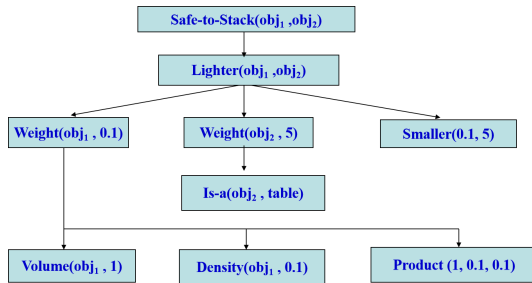 Safe-to-Stack(obj₁ ,obj₂)
Lighter(obj₁ ,obj₂)
Weight(obj₁ , 0.1)
Weight(obj₂ , 5)
Smaller(0.1, 5)
Is-a(obj₂ , table)
Volume(obj₁ , 1)
Density(obj₁ , 0.1)
Product (1, 0.1, 0.1)